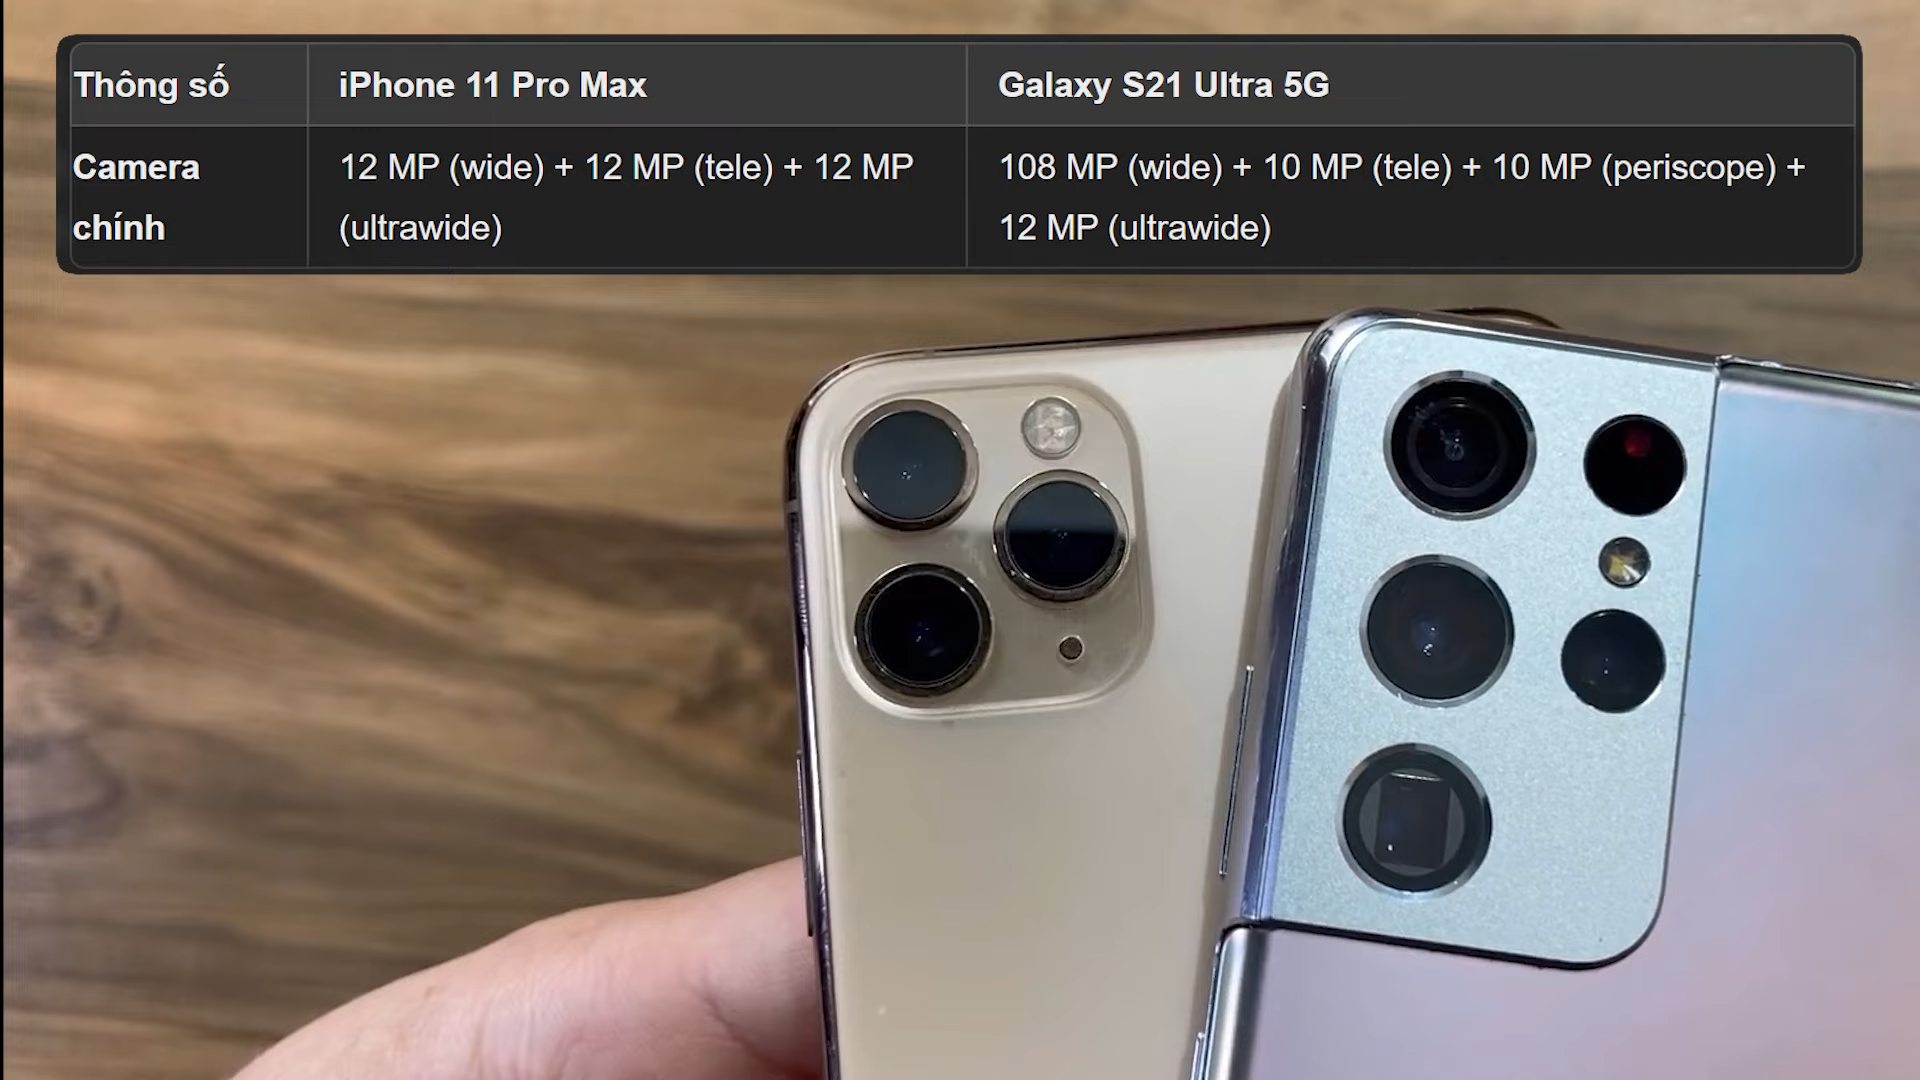 Thông số iPhone 11 Pro Max Galaxy S21 Ultra 5G
Camera chính 12 MP (wide) + 12 MP (tele) + 12 MP (ultrawide) 108 MP (wide) + 10 MP (tele) + 10 MP (periscope) + 12 MP (ultrawide)